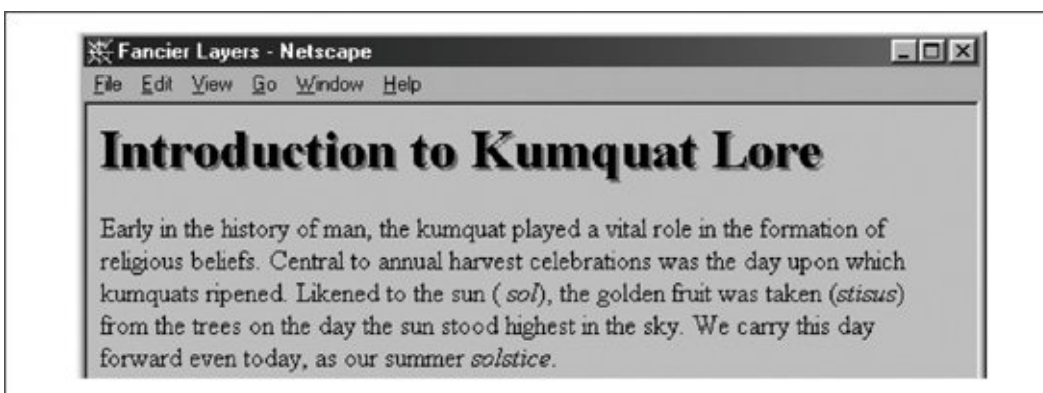 Fancier Layers - Netscape
File Edit View Go Window Help
Introduction to Kumquat Lore
Early in the history of man, the kumquat played a vital role in the formation of
religious beliefs. Central to annual harvest celebrations was the day upon which
kumquats ripened. Likened to the sun ( sol), the golden fruit was taken (stisus)
from the trees on the day the sun stood highest in the sky. We carry this day
forward even today, as our summer solstice.